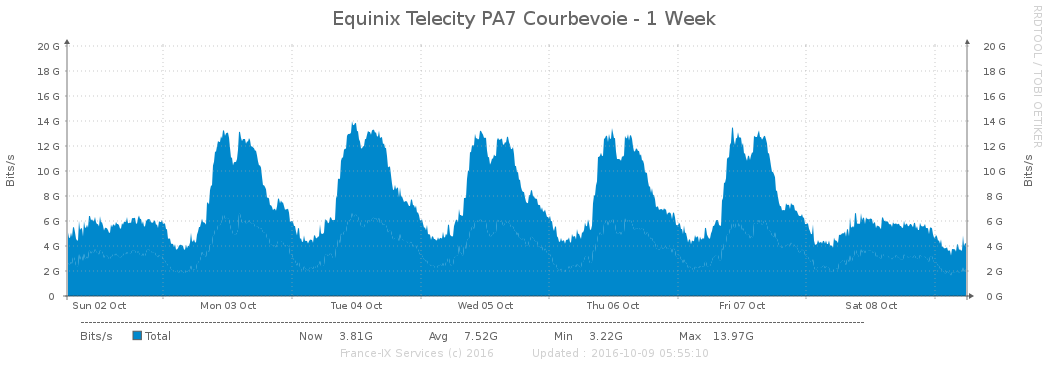 Equinix Telecity PA7 Courbevoie - 1 Week
RRDTOOL / TOBI OETIKER
Bits/s
20 G
18 G
16 G
14 G
12 G
10 G
8 G
6 G
4 G
2 G
0
20 G
18 G
16 G
14 G
12 G
10 G
8 G
6 G
4 G
2 G
0 G
Bits/s
Sun 02 Oct Mon 03 Oct Tue 04 Oct Wed 05 Oct Thu 06 Oct Fri 07 Oct Sat 08 Oct
Bits/s Total Now 3.81G Avg 7.52G Min 3.22G Max 13.97G
France-IX Services (c) 2016 Updated : 2016-10-09 05:55:10